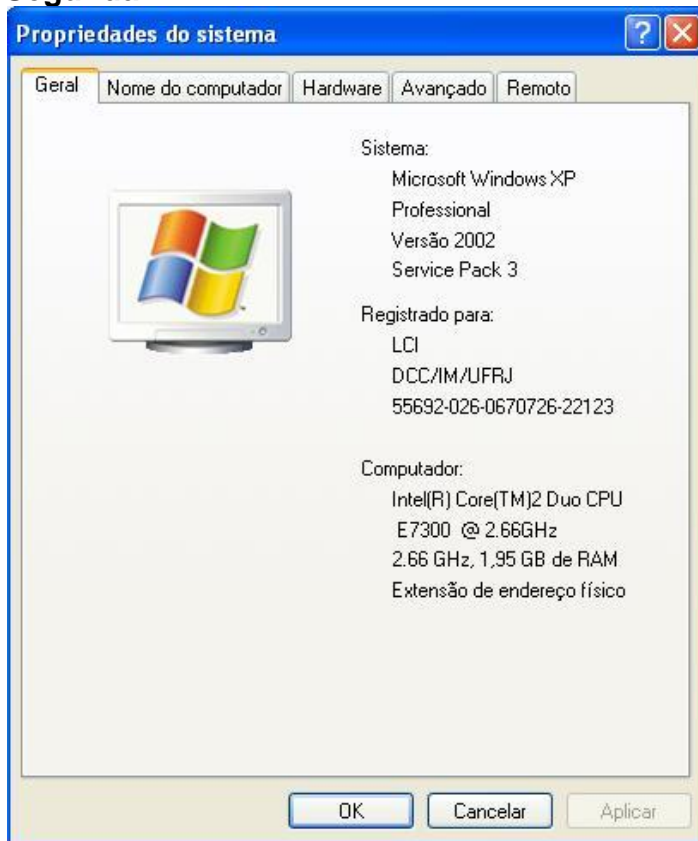 Propriedades do sistema
Geral Nome do computador Hardware Avançado Remoto
Sistema:
Microsoft Windows XP
Professional
Versão 2002
Service Pack 3
Registrado para:
LCI
DCC/IM/UFRJ
55692-026-0670726-22123
Computador:
Intel(R) Core(TM)2 Duo CPU
E7300 @ 2.66GHz
2.66 GHz, 1,95 GB de RAM
Extensão de endereço físico
OK Cancelar Aplicar